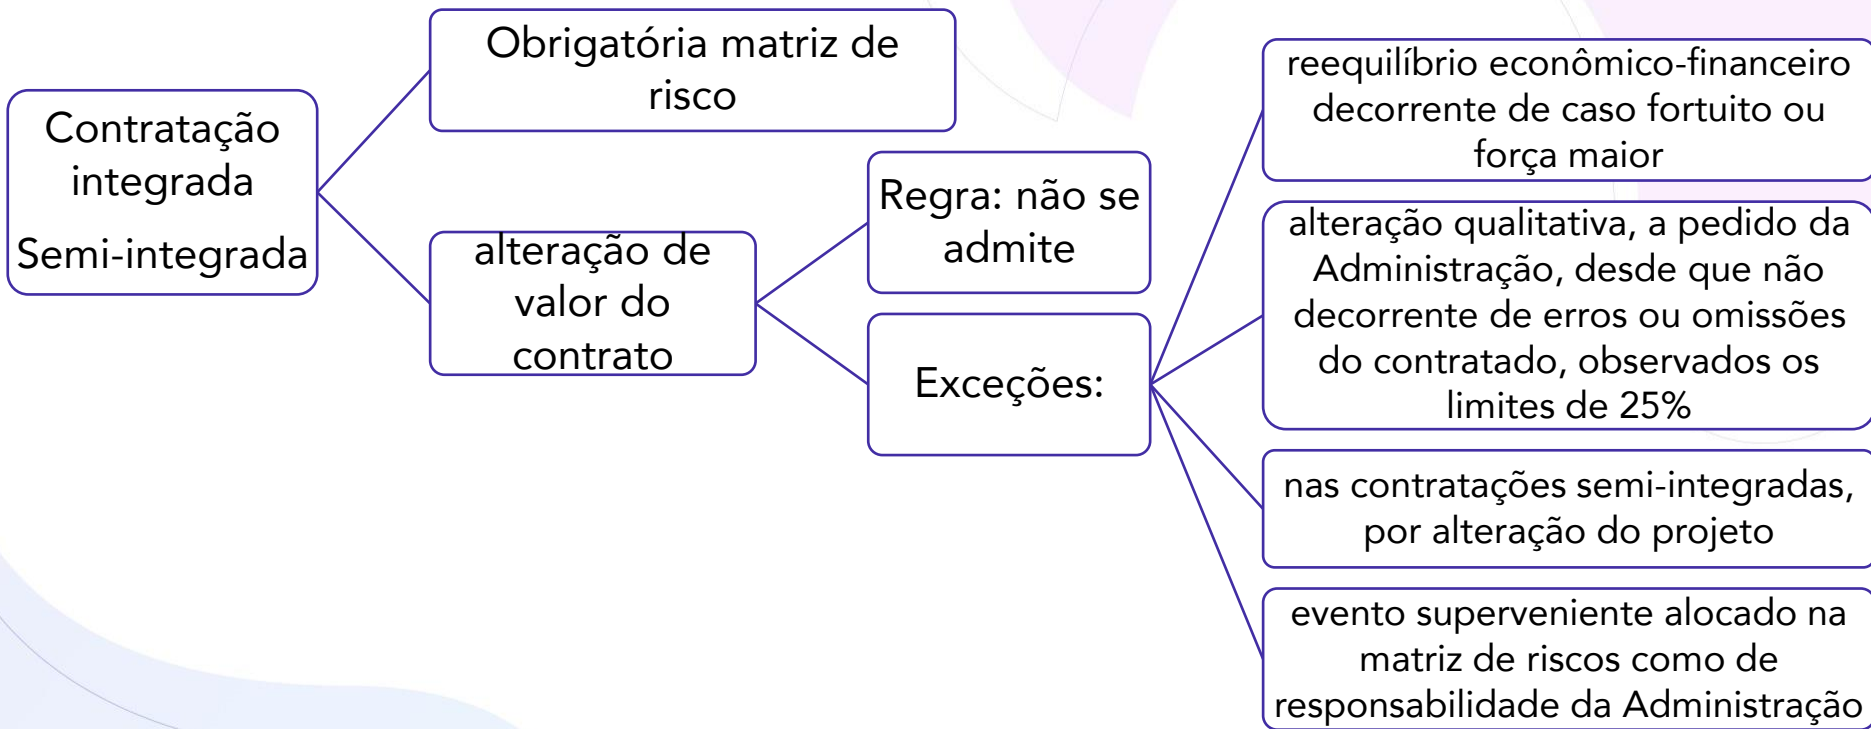 Contratação
integrada
Semi-integrada
Obrigatória matriz de
risco
alteração de
valor do
contrato
Regra: não se
admite
Exceções:
reequilíbrio econômico-financeiro
decorrente de caso fortuito ou
força maior
alteração qualitativa, a pedido da
Administração, desde que não
decorrente de erros ou omissões
do contratado, observados os
limites de 25%
nas contratações semi-integradas,
por alteração do projeto
evento superveniente alocado na
matriz de riscos como de
responsabilidade da Administração